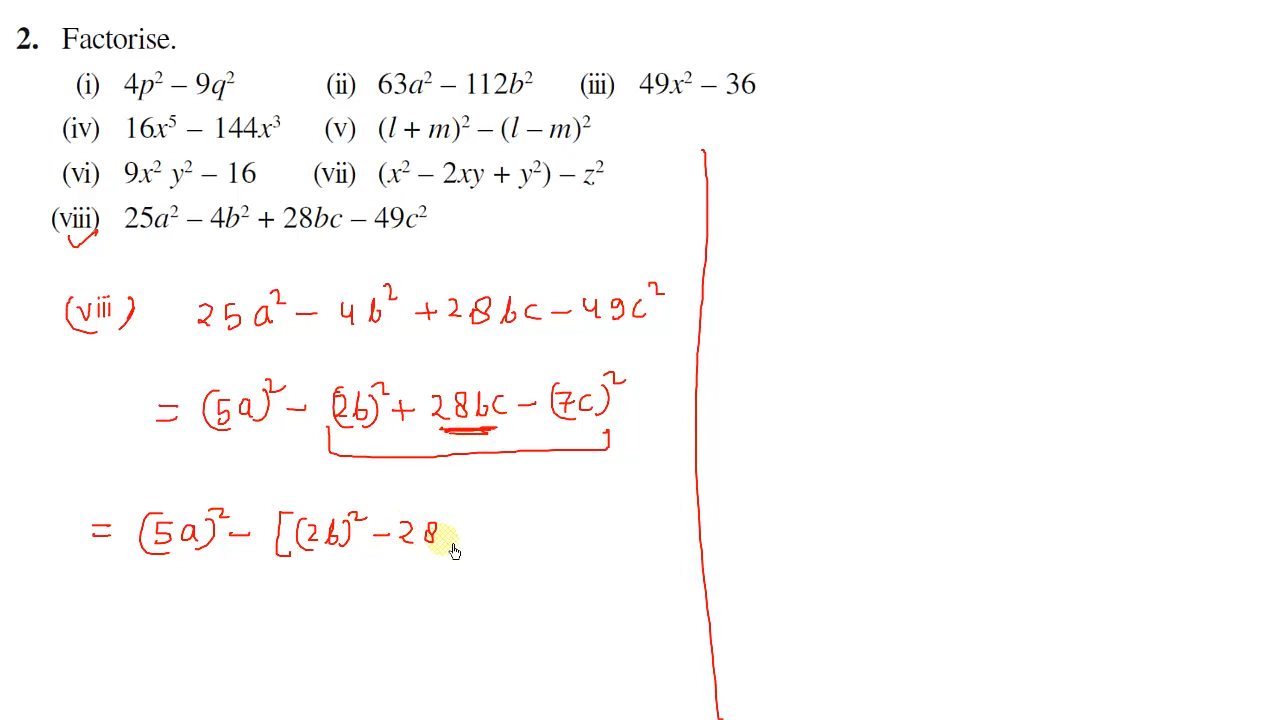 2. Factorise.
(i) 4p² – 9q² (ii) 63a² – 112b² (iii) 49x² – 36
(iv) 16x⁵ – 144x³ (v) (l + m)² – (l – m)²
(vi) 9x² y² – 16 (vii) (x² – 2xy + y²) – z²
(viii) 25a² – 4b² + 28bc – 49c²
(viii) 25a² – 4b² + 28bc – 49c²
= (5a)² – (2b)² + 28bc – (7c)²
= (5a)² – [(2b)² – 28